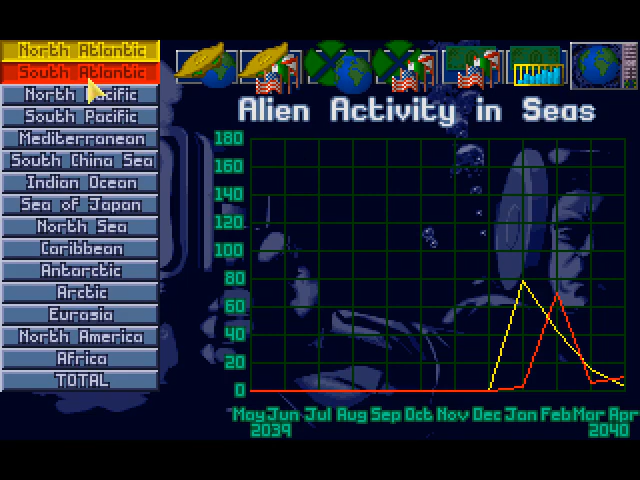 North Atlantic
South Atlantic
North Pacific
South Pacific
Mediterranean
South China Sea
Indian Ocean
Sea of Japan
North Sea
Caribbean
Antarctic
Arctic
Eurasia
North America
Africa
TOTAL
Alien Activity in Seas
180
160
140
120
100
80
60
40
20
0
May Jun Jul Aug Sep Oct Nov Dec Jan Feb Mar Apr
2039 2040